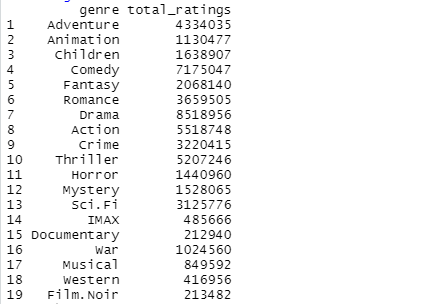 genre total_ratings
1 Adventure 4334035
2 Animation 1130477
3 Children 1638907
4 Comedy 7175047
5 Fantasy 2068140
6 Romance 3659505
7 Drama 8518956
8 Action 5518748
9 Crime 3220415
10 Thriller 5207246
11 Horror 1440960
12 Mystery 1528065
13 Sci.Fi 3125776
14 IMAX 485666
15 Documentary 212940
16 War 1024560
17 Musical 849592
18 Western 416956
19 Film.Noir 213482